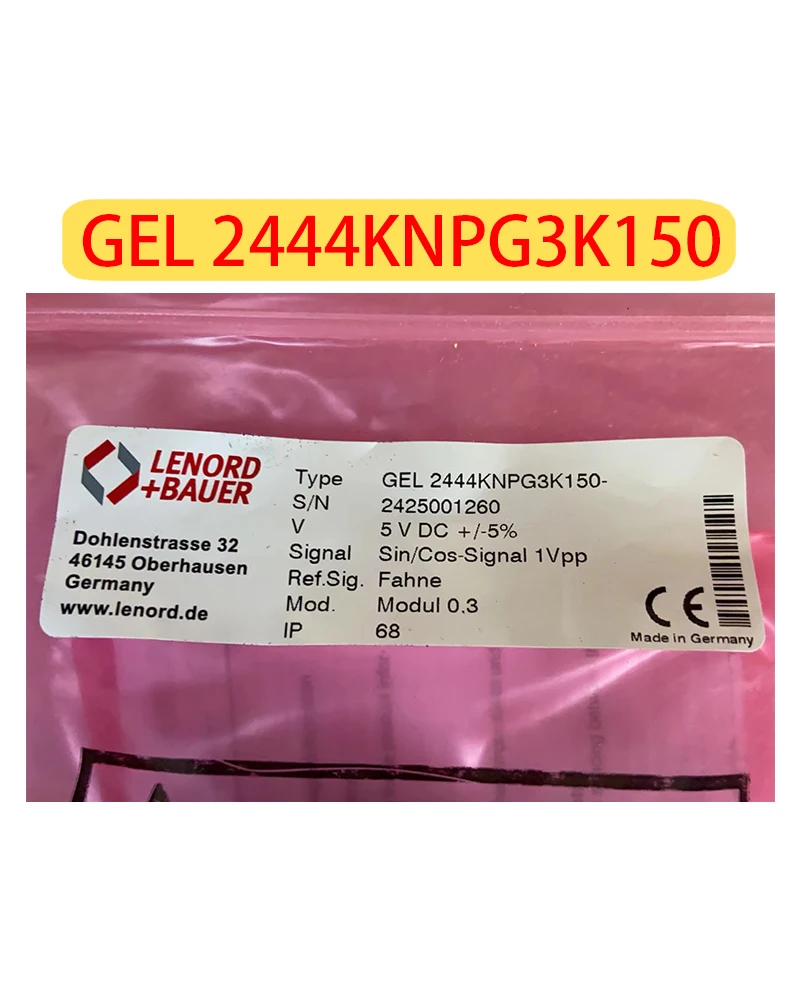 GEL 2444KNPG3K150
LENORD
+BAUER
Dohlenstrasse 32
46145 Oberhausen
Germany
www.lenord.de
Type GEL 2444KNPG3K150-
S/N 2425001260
V 5 V DC +/-5%
Signal Sin/Cos-Signal 1Vpp
Ref.Sig. Fahne
Mod. Modul 0.3
IP 68
CE
Made in Germany